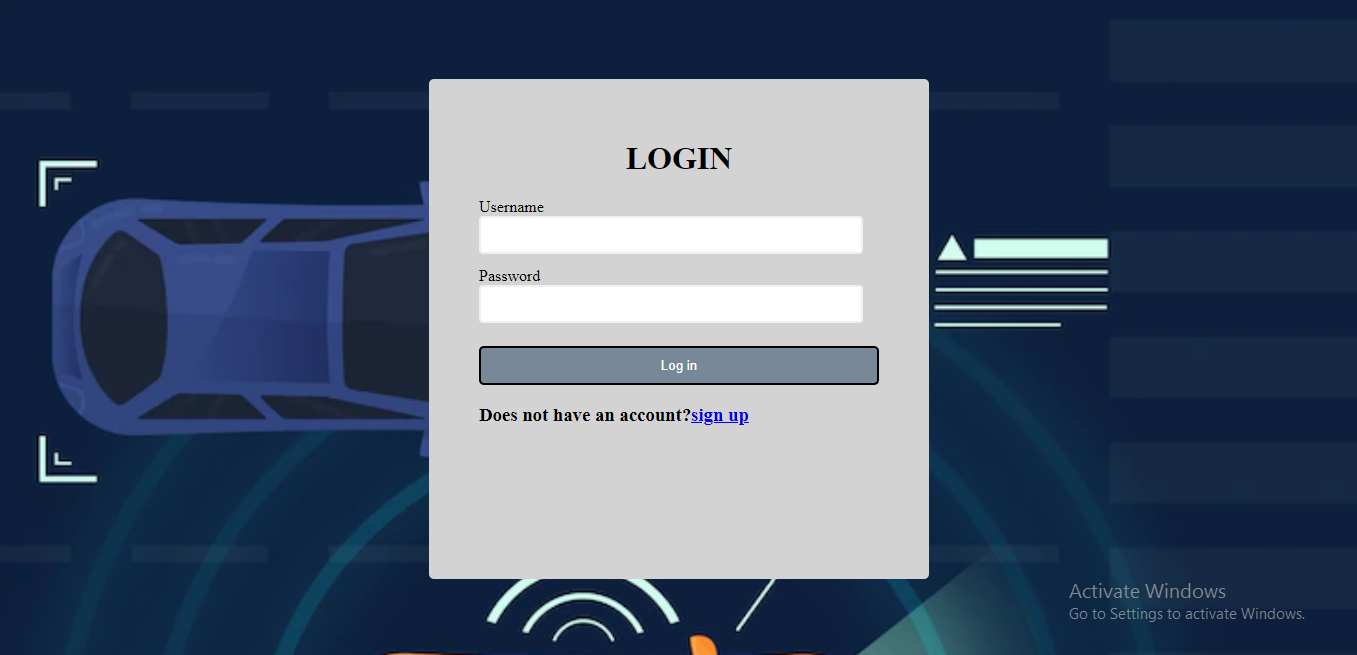 LOGIN
Username
Password
Log in
Does not have an account?sign up
Activate Windows
Go to Settings to activate Windows.